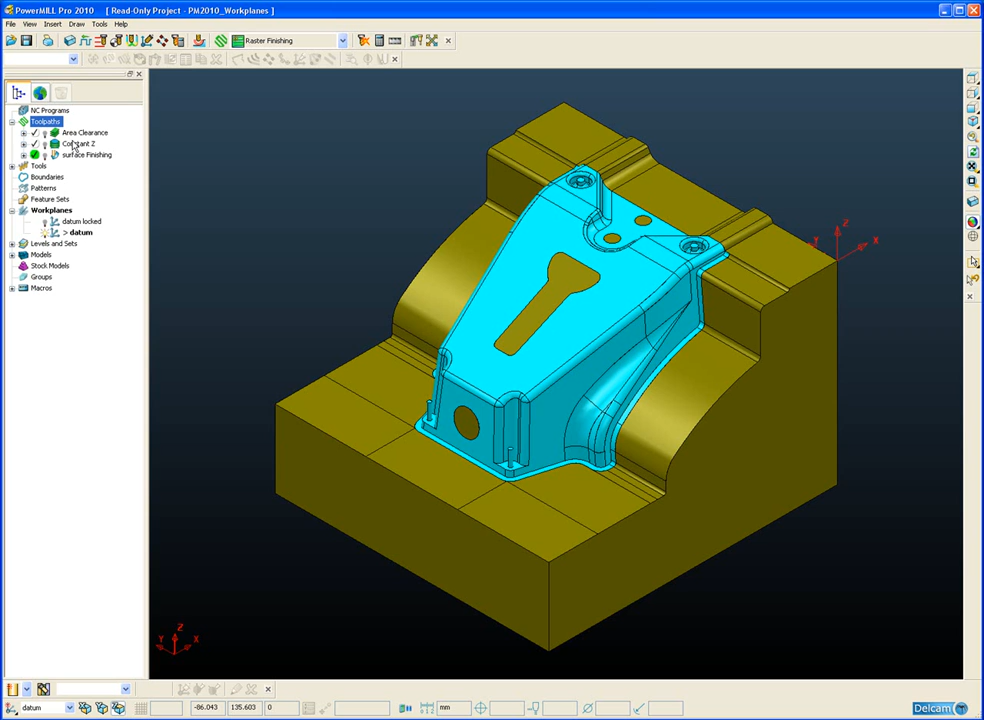 PowerMILL Pro 2010    [ Read-Only Project - PM2010_Workplanes ]
File View Insert Draw Tools Help
Raster Finishing
NC Programs
Toolpaths
Area Clearance
Constant Z
surface Finishing
Tools
Boundaries
Patterns
Feature Sets
Workplanes
datum locked
> datum
Levels and Sets
Models
Stock Models
Groups
Macros
Z
Y
X
Z
Y
X
datum
-86.043
135.603
0
mm
Delcam